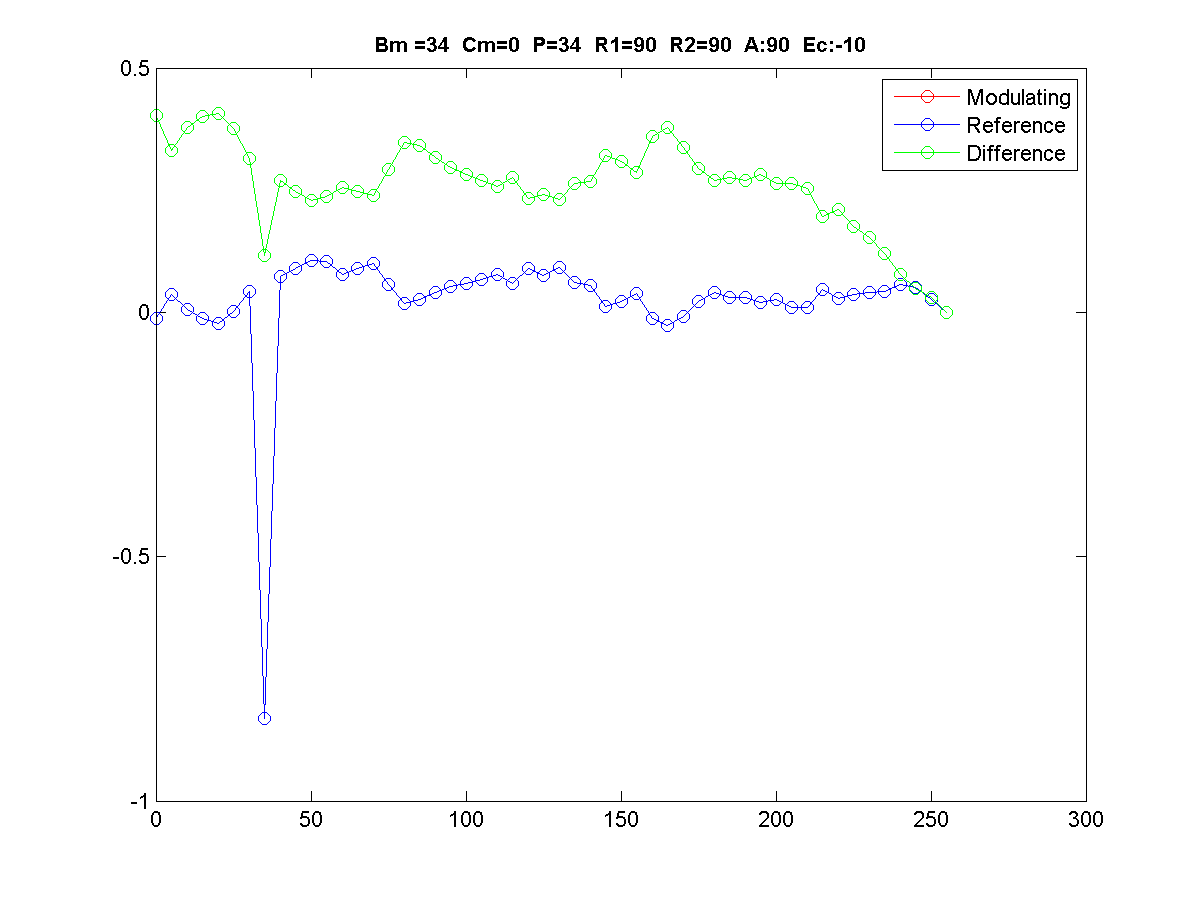 Bm =34  Cm=0  P=34  R1=90  R2=90  A:90  Ec:-10
0.5
Modulating
Reference
Difference
0
-0.5
-1
0 50 100 150 200 250 300